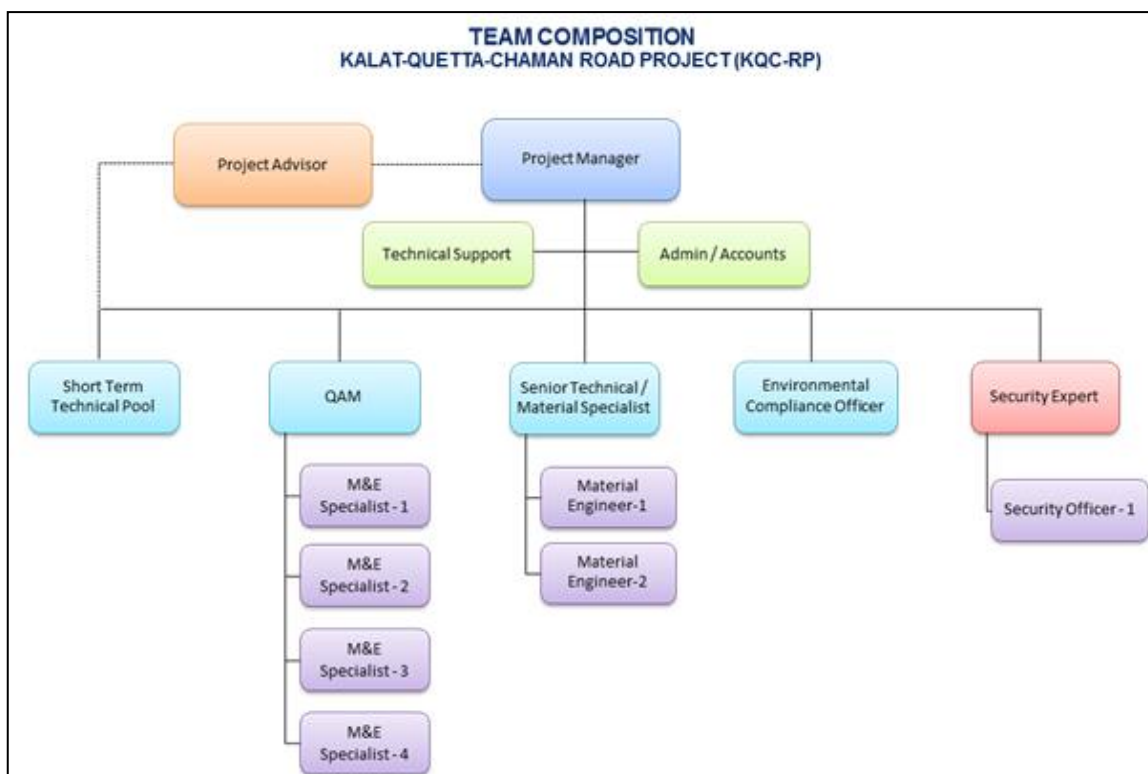 TEAM COMPOSITION
KALAT-QUETTA-CHAMAN ROAD PROJECT (KQC-RP)
Project Advisor
Project Manager
Technical Support
Admin / Accounts
Short Term
Technical Pool
QAM
Senior Technical /
Material Specialist
Environmental
Compliance Officer
Security Expert
M&E
Specialist - 1
M&E
Specialist - 2
M&E
Specialist - 3
M&E
Specialist - 4
Material
Engineer-1
Material
Engineer-2
Security Officer - 1